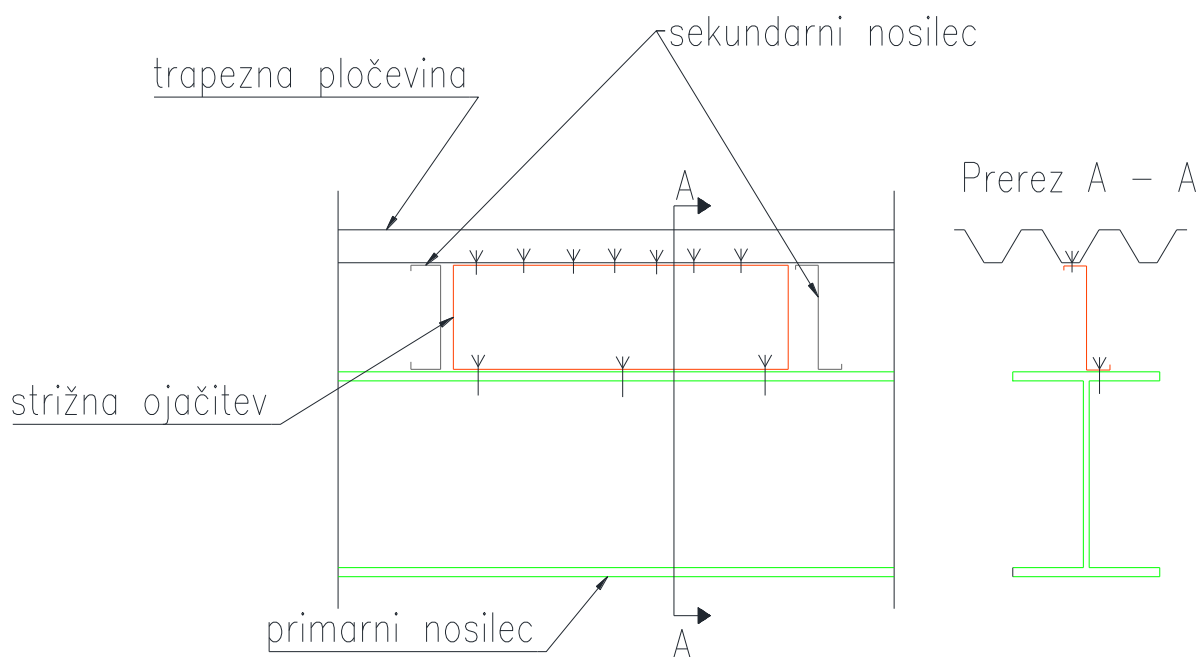 sekundarni nosilec
trapezna pločevina
A
Prerez A - A
strižna ojačitev
primarni nosilec
A